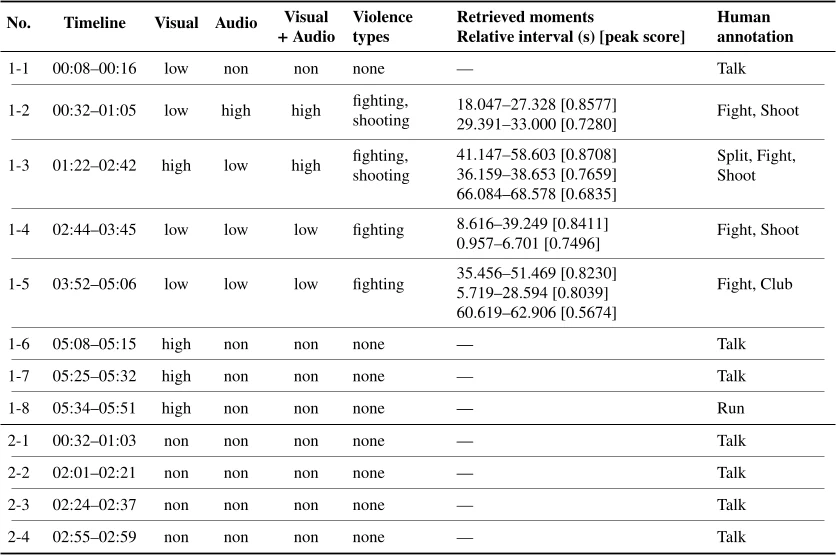 No. Timeline Visual Audio Visual + Audio Violence types Retrieved moments Relative interval (s) [peak score] Human annotation
1-1 00:08–00:16 low non non none — Talk
1-2 00:32–01:05 low high high fighting, shooting 18.047–27.328 [0.8577] 29.391–33.000 [0.7280] Fight, Shoot
1-3 01:22–02:42 high low high fighting, shooting 41.147–58.603 [0.8708] 36.159–38.653 [0.7659] 66.084–68.578 [0.6835] Split, Fight, Shoot
1-4 02:44–03:45 low low low fighting 8.616–39.249 [0.8411] 0.957–6.701 [0.7496] Fight, Shoot
1-5 03:52–05:06 low low low fighting 35.456–51.469 [0.8230] 5.719–28.594 [0.8039] 60.619–62.906 [0.5674] Fight, Club
1-6 05:08–05:15 high non non none — Talk
1-7 05:25–05:32 high non non none — Talk
1-8 05:34–05:51 high non non none — Run
2-1 00:32–01:03 non non non none — Talk
2-2 02:01–02:21 non non non none — Talk
2-3 02:24–02:37 non non non none — Talk
2-4 02:55–02:59 non non non none — Talk